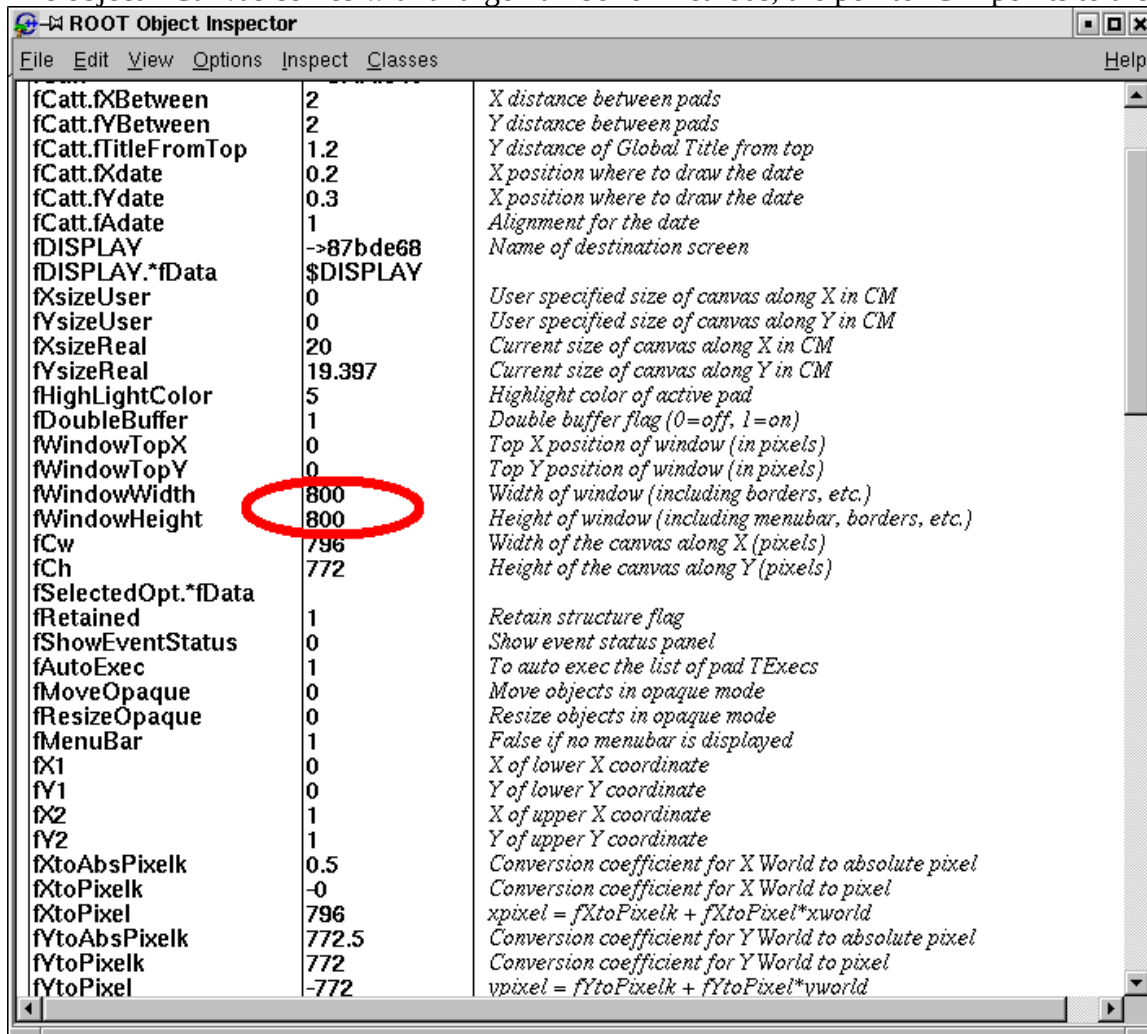 ROOT Object Inspector
File Edit View Options Inspect Classes Help
fCatt.fXBetween 2 X distance between pads
fCatt.fYBetween 2 Y distance between pads
fCatt.fTitleFromTop 1.2 Y distance of Global Title from top
fCatt.fXdate 0.2 X position where to draw the date
fCatt.fYdate 0.3 X position where to draw the date
fCatt.fAdate 1 Alignment for the date
fDISPLAY ->87bde68 Name of destination screen
fDISPLAY.*fData $DISPLAY
fXsizeUser 0 User specified size of canvas along X in CM
fYsizeUser 0 User specified size of canvas along Y in CM
fXsizeReal 20 Current size of canvas along X in CM
fYsizeReal 19.397 Current size of canvas along Y in CM
fHighLightColor 5 Highlight color of active pad
fDoubleBuffer 1 Double buffer flag (0=off, 1=on)
fWindowTopX 0 Top X position of window (in pixels)
fWindowTopY 0 Top Y position of window (in pixels)
fWindowWidth 800 Width of window (including borders, etc.)
fWindowHeight 800 Height of window (including menubar, borders, etc.)
fCw 796 Width of the canvas along X (pixels)
fCh 772 Height of the canvas along Y (pixels)
fSelectedOpt.*fData
fRetained 1 Retain structure flag
fShowEventStatus 0 Show event status panel
fAutoExec 1 To auto exec the list of pad TExecs
fMoveOpaque 0 Move objects in opaque mode
fResizeOpaque 0 Resize objects in opaque mode
fMenuBar 1 False if no menubar is displayed
fX1 0 X of lower X coordinate
fY1 0 Y of lower Y coordinate
fX2 1 X of upper X coordinate
fY2 1 Y of upper Y coordinate
fXtoAbsPixelk 0.5 Conversion coefficient for X World to absolute pixel
fXtoPixelk -0 Conversion coefficient for X World to pixel
fXtoPixel 796 xpixel = fXtoPixelk + fXtoPixel*xworld
fYtoAbsPixelk 772.5 Conversion coefficient for Y World to absolute pixel
fYtoPixelk 772 Conversion coefficient for Y World to pixel
fYtoPixel -772 ypixel = fYtoPixelk + fYtoPixel*yworld